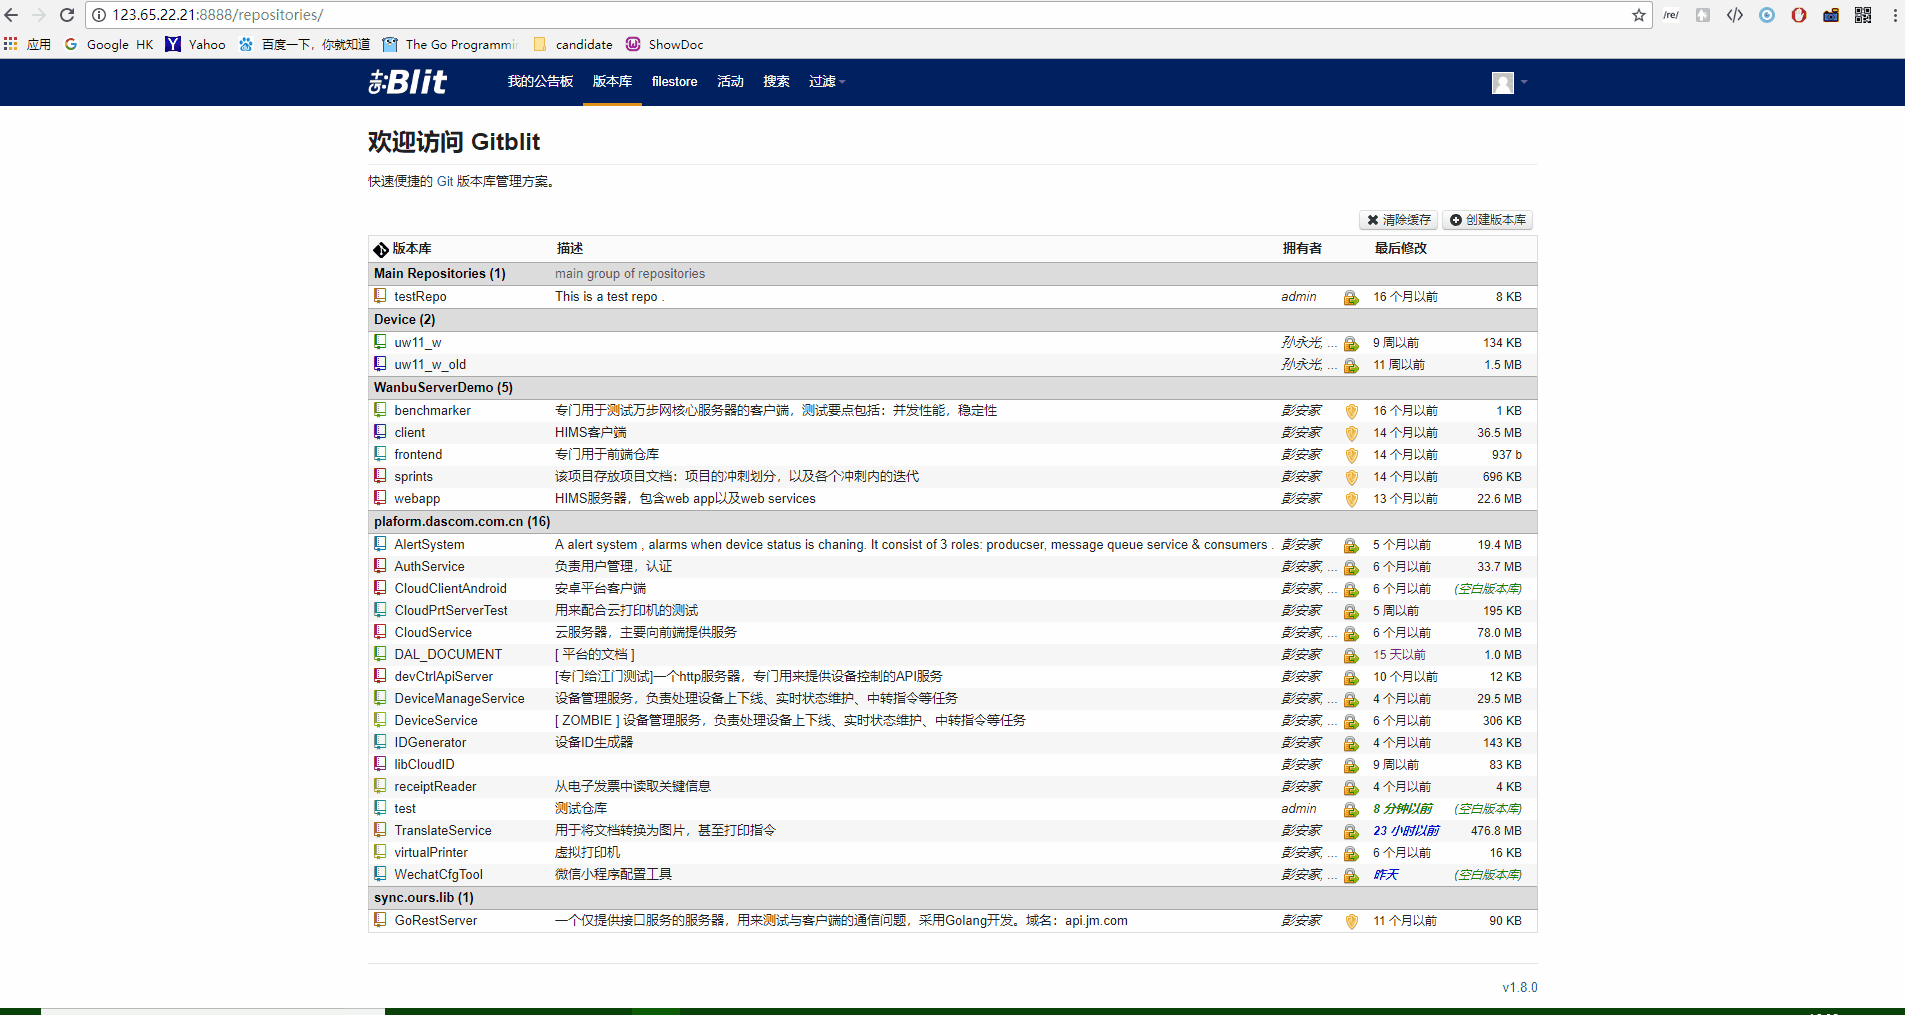 123.65.22.21:8888/repositories/
/re/
应用 Google HK Yahoo 百度一下，你就知道 The Go Programmi candidate ShowDoc
Blit 我的公告板 版本库 filestore 活动 搜索 过滤
欢迎访问 Gitblit
快速便捷的 Git 版本库管理方案。
清除缓存 创建版本库
版本库 描述 拥有者 最后修改
Main Repositories (1) main group of repositories
testRepo This is a test repo . admin 16 个月以前 8 KB
Device (2)
uw11_w 孙永光, ... 9 周以前 134 KB
uw11_w_old 孙永光, ... 11 周以前 1.5 MB
WanbuServerDemo (5)
benchmarker 专门用于测试万步网核心服务器的客户端，测试要点包括：并发性能，稳定性 彭安家 16 个月以前 1 KB
client HIMS客户端 彭安家 14 个月以前 36.5 MB
frontend 专门用于前端仓库 彭安家 14 个月以前 937 b
sprints 该项目存放项目文档：项目的冲刺划分，以及各个冲刺内的迭代 彭安家 14 个月以前 696 KB
webapp HIMS服务器，包含web app以及web services 彭安家 13 个月以前 22.6 MB
plaform.dascom.com.cn (16)
AlertSystem A alert system , alarms when device status is chaning. It consist of 3 roles: producser, message queue service & consumers . 彭安家 5 个月以前 19.4 MB
AuthService 负责用户管理，认证 彭安家, ... 6 个月以前 33.7 MB
CloudClientAndroid 安卓平台客户端 彭安家, ... 6 个月以前 (空白版本库)
CloudPrtServerTest 用来配合云打印机的测试 彭安家 5 周以前 195 KB
CloudService 云服务器，主要向前端提供服务 彭安家, ... 6 个月以前 78.0 MB
DAL_DOCUMENT [ 平台的文档 ] 彭安家 15 天以前 1.0 MB
devCtrlApiServer [专门给江门测试]一个http服务器，专门用来提供设备控制的API服务 彭安家 10 个月以前 12 KB
DeviceManageService 设备管理服务，负责处理设备上下线、实时状态维护、中转指令等任务 彭安家, ... 4 个月以前 29.5 MB
DeviceService [ ZOMBIE ] 设备管理服务，负责处理设备上下线、实时状态维护、中转指令等任务 彭安家, ... 6 个月以前 306 KB
IDGenerator 设备ID生成器 彭安家 4 个月以前 143 KB
libCloudID 彭安家 9 周以前 83 KB
receiptReader 从电子发票中读取关键信息 彭安家 4 个月以前 4 KB
test 测试仓库 admin 8 分钟以前 (空白版本库)
TranslateService 用于将文档转换为图片，甚至打印指令 彭安家 23 小时以前 476.8 MB
virtualPrinter 虚拟打印机 彭安家, ... 6 个月以前 16 KB
WechatCfgTool 微信小程序配置工具 彭安家, ... 昨天 (空白版本库)
sync.ours.lib (1)
GoRestServer 一个仅提供接口服务的服务器，用来测试与客户端的通信问题，采用Golang开发。域名：api.jm.com 彭安家 11 个月以前 90 KB
v1.8.0